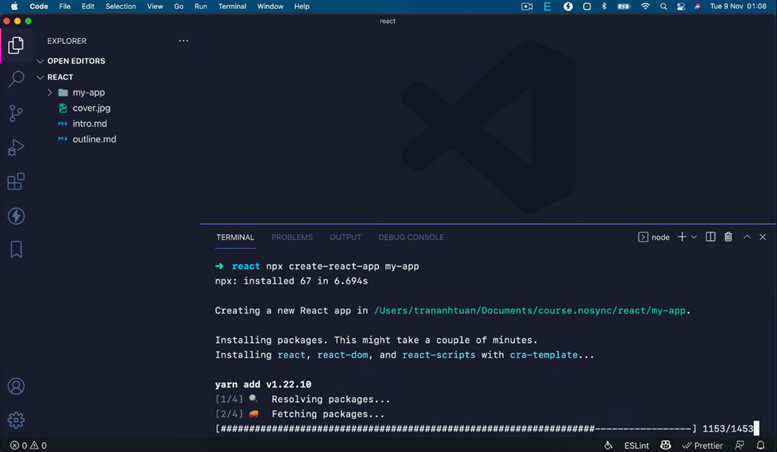 Code File Edit Selection View Go Run Terminal Window Help Tue 9 Nov 01:08
react
EXPLORER
OPEN EDITORS
REACT
my-app
cover.jpg
intro.md
outline.md
TERMINAL PROBLEMS OUTPUT DEBUG CONSOLE node
➜ react npx create-react-app my-app
npx: installed 67 in 6.694s
Creating a new React app in /Users/trananhtuan/Documents/course.nosync/react/my-app.
Installing packages. This might take a couple of minutes.
Installing react, react-dom, and react-scripts with cra-template...
yarn add v1.22.10
[1/4] 🔍 Resolving packages...
[2/4] 🚚 Fetching packages...
[################################################################----------------] 1153/1453
0 0 ESLint Prettier